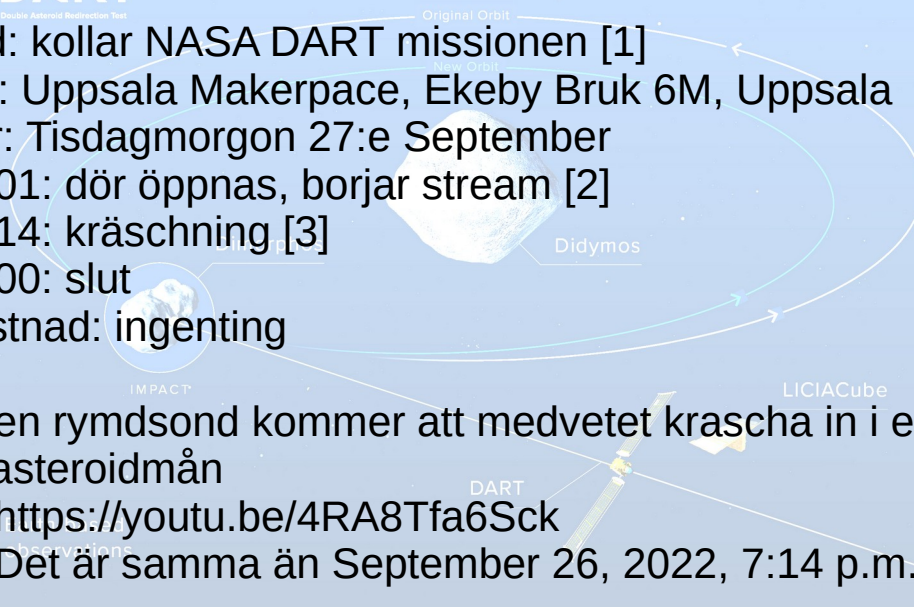 Double Asteroid Redirection Test
Original Orbit
d: kollar NASA DART missionen [1]
New Orbit
: Uppsala Makerpace, Ekeby Bruk 6M, Uppsala
r: Tisdagmorgon 27:e September
01: dör öppnas, borjar stream [2]
14: kräschning [3]
Dimorphos
Didymos
00: slut
stnad: ingenting
IMPACT
LICIACube
en rymdsond kommer att medvetet krascha in i e
asteroidmån
DART
https://youtu.be/4RA8Tfa6Sck
observations
Det är samma än September 26, 2022, 7:14 p.m.